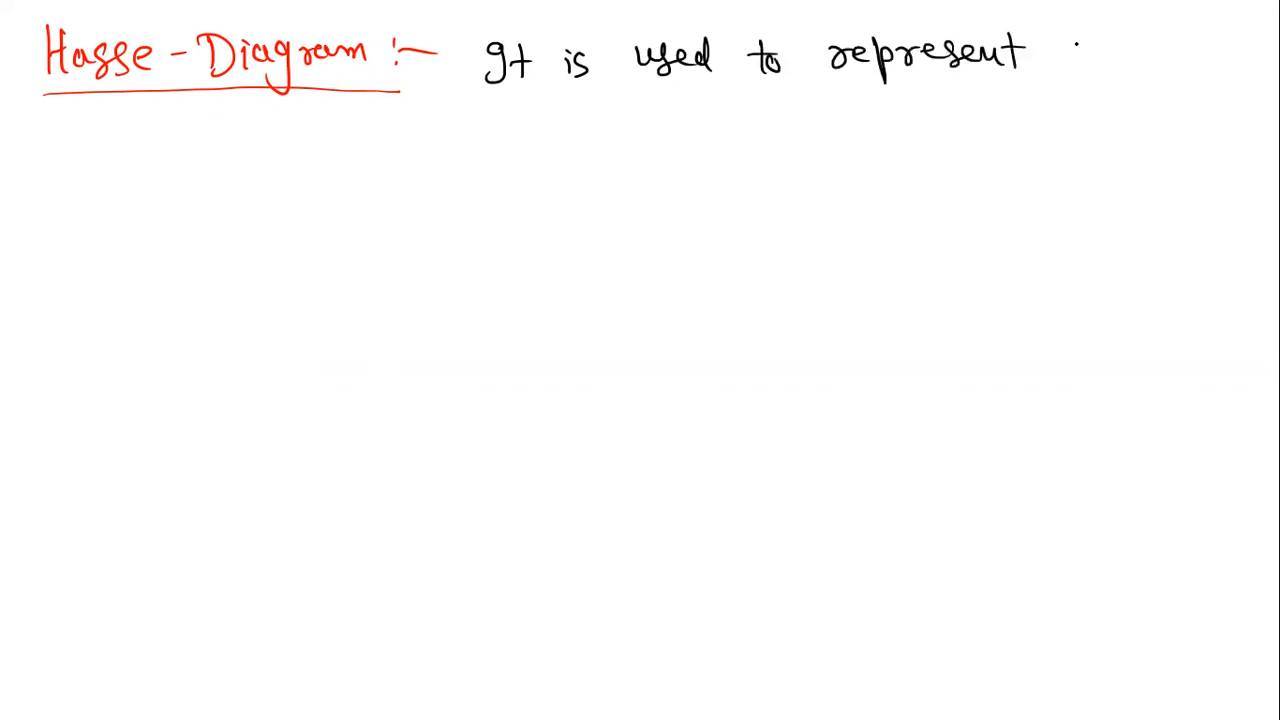 Hasse-Diagram :- It is used to represent